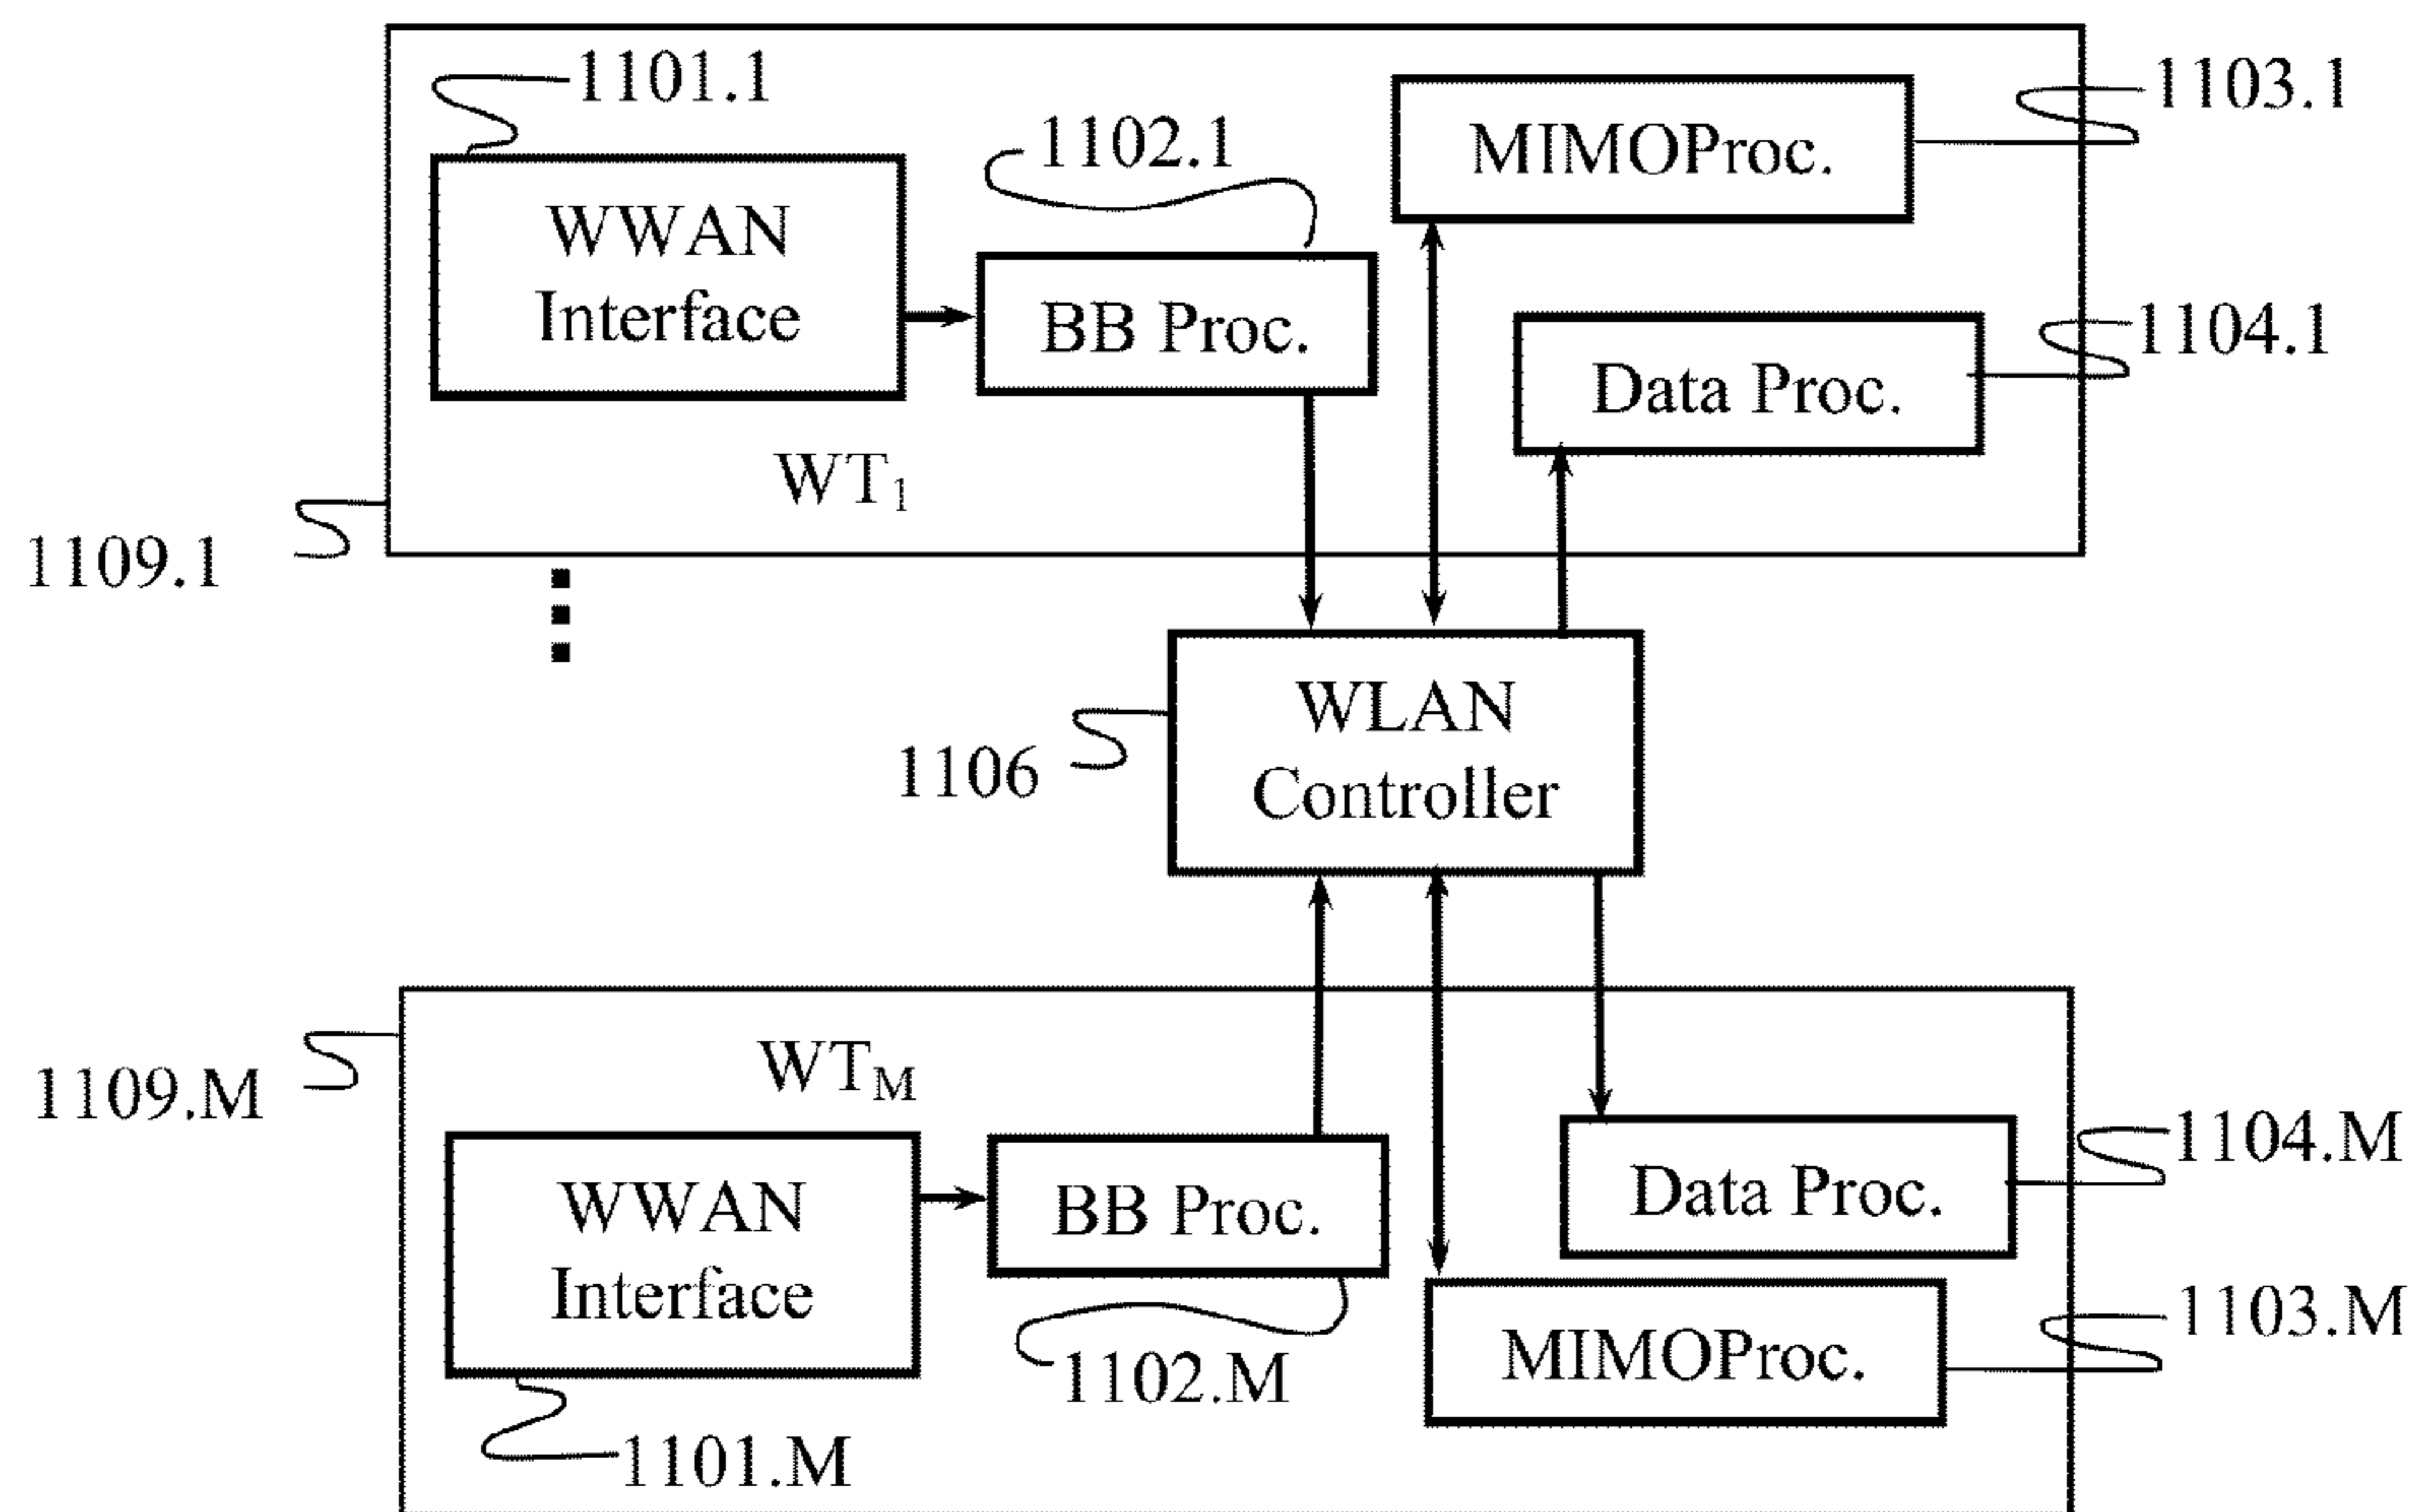 1101.1
1103.1
1102.1
MIMOProc.
WWAN
Interface
BB Proc.
1104.1
Data Proc.
WT1
1109.1
WLAN
Controller
1106
1109.M
WTM
1104.M
WWAN
Interface
BB Proc.
Data Proc.
1103.M
MIMOProc.
1102.M
1101.M